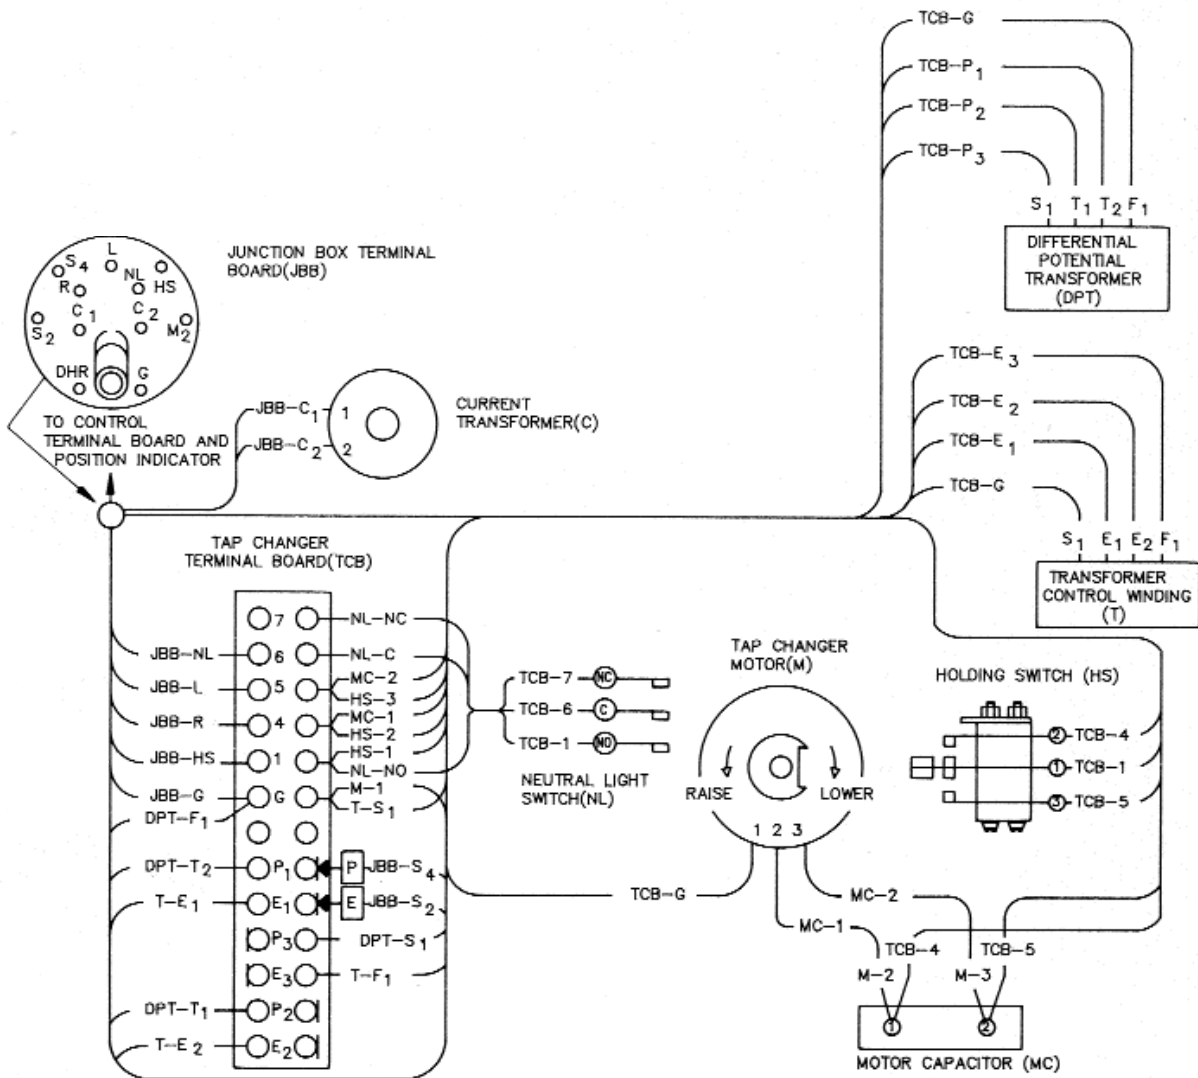 TCB-G
TCB-P1
TCB-P2
TCB-P3
S1 T1 T2 F1
DIFFERENTIAL
POTENTIAL
TRANSFORMER
(DPT)
JUNCTION BOX TERMINAL
BOARD(JBB)
L
S4
NL
HS
R
C1
C2
S2
M2
DHR
G
TO CONTROL
TERMINAL BOARD AND
POSITION INDICATOR
JBB-C1 1
JBB-C2 2
CURRENT
TRANSFORMER(C)
TCB-E3
TCB-E2
TCB-E1
TCB-G
S1 E1 E2 F1
TRANSFORMER
CONTROL WINDING
(T)
TAP CHANGER
TERMINAL BOARD(TCB)
7 NL-NC
JBB-NL 6 NL-C
JBB-L 5 MC-2
HS-3
JBB-R 4 MC-1
HS-2
JBB-HS 1 HS-1
NL-NO
JBB-G G M-1
DPT-F1 T-S1
DPT-T2 P1 P JBB-S4
T-E1 E1 E JBB-S2
P3 DPT-S1
E3 T-F1
DPT-T1 P2
T-E2 E2
TCB-7 NC
TCB-6 C
TCB-1 NO
NEUTRAL LIGHT
SWITCH(NL)
TAP CHANGER
MOTOR(M)
RAISE LOWER
1 2 3
TCB-G
MC-2
MC-1
HOLDING SWITCH (HS)
2 TCB-4
1 TCB-1
3 TCB-5
TCB-4 TCB-5
M-2 M-3
1 2
MOTOR CAPACITOR (MC)